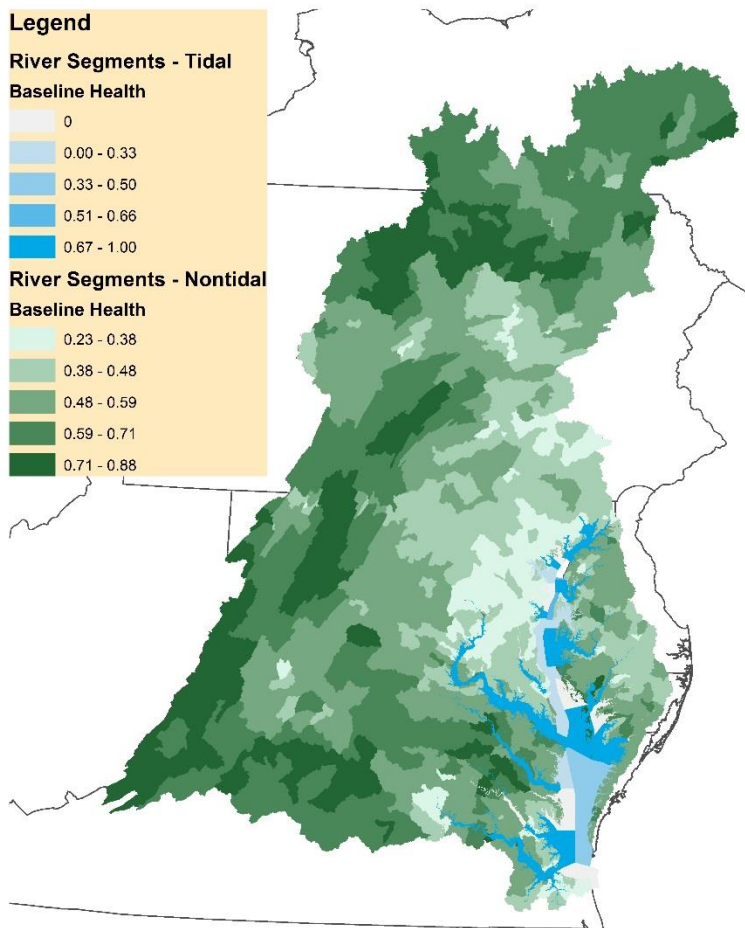 Legend
River Segments - Tidal
Baseline Health
0
0.00 - 0.33
0.33 - 0.50
0.51 - 0.66
0.67 - 1.00
River Segments - Nontidal
Baseline Health
0.23 - 0.38
0.38 - 0.48
0.48 - 0.59
0.59 - 0.71
0.71 - 0.88